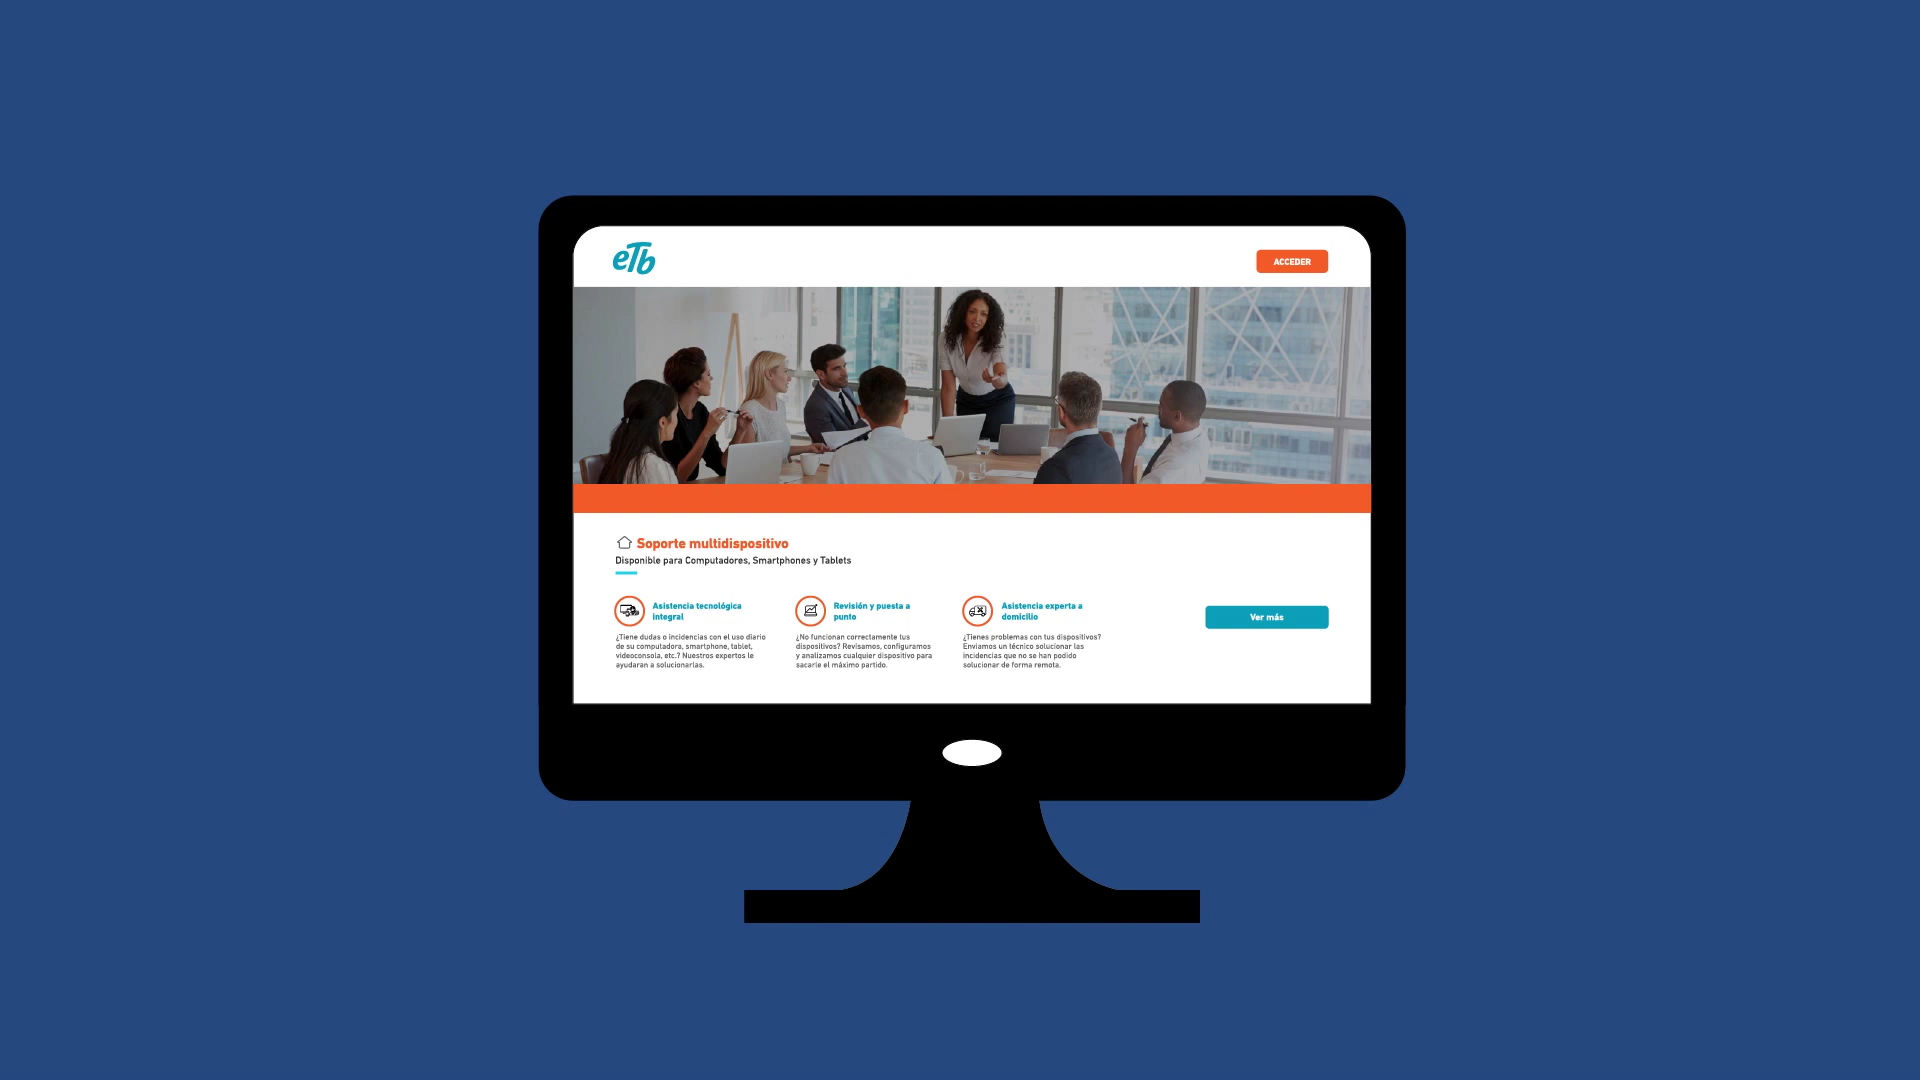 eTb
ACCEDER
Soporte multidispositivo
Disponible para Computadores, Smartphones y Tablets
Asistencia tecnológica
integral
¿Tiene dudas o incidencias con el uso diario
de su computadora, smartphone, tablet,
videoconsola, etc.? Nuestros expertos le
ayudaran a solucionarlas.
Revisión y puesta a
punto
¿No funcionan correctamente tus
dispositivos? Revisamos, configuramos
y analizamos cualquier dispositivo para
sacarle el máximo partido.
Asistencia experta a
domicilio
¿Tienes problemas con tus dispositivos?
Enviamos un técnico solucionar las
incidencias que no se han podido
solucionar de forma remota.
Ver más